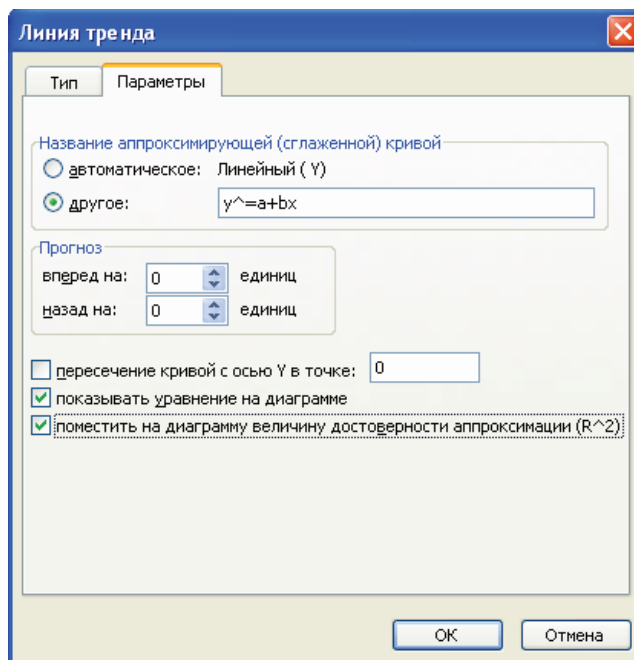 Линия тренда
Тип Параметры
Название аппроксимирующей (сглаженной) кривой
автоматическое: Линейный ( Y)
другое: y^=a+bx
Прогноз
вперед на: 0 единиц
назад на: 0 единиц
пересечение кривой с осью Y в точке: 0
показывать уравнение на диаграмме
поместить на диаграмму величину достоверности аппроксимации (R^2)
ОК Отмена